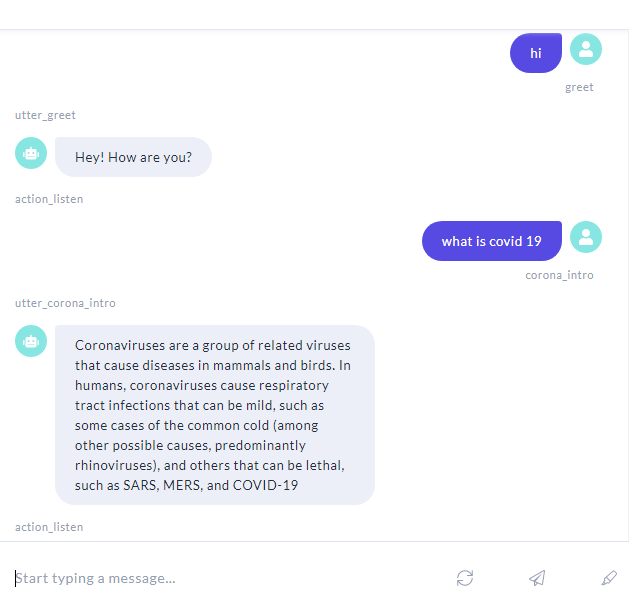 hi
greet
utter_greet
Hey! How are you?
action_listen
what is covid 19
corona_intro
utter_corona_intro
Coronaviruses are a group of related viruses
that cause diseases in mammals and birds. In
humans, coronaviruses cause respiratory
tract infections that can be mild, such as
some cases of the common cold (among
other possible causes, predominantly
rhinoviruses), and others that can be lethal,
such as SARS, MERS, and COVID-19
action_listen
Start typing a message...